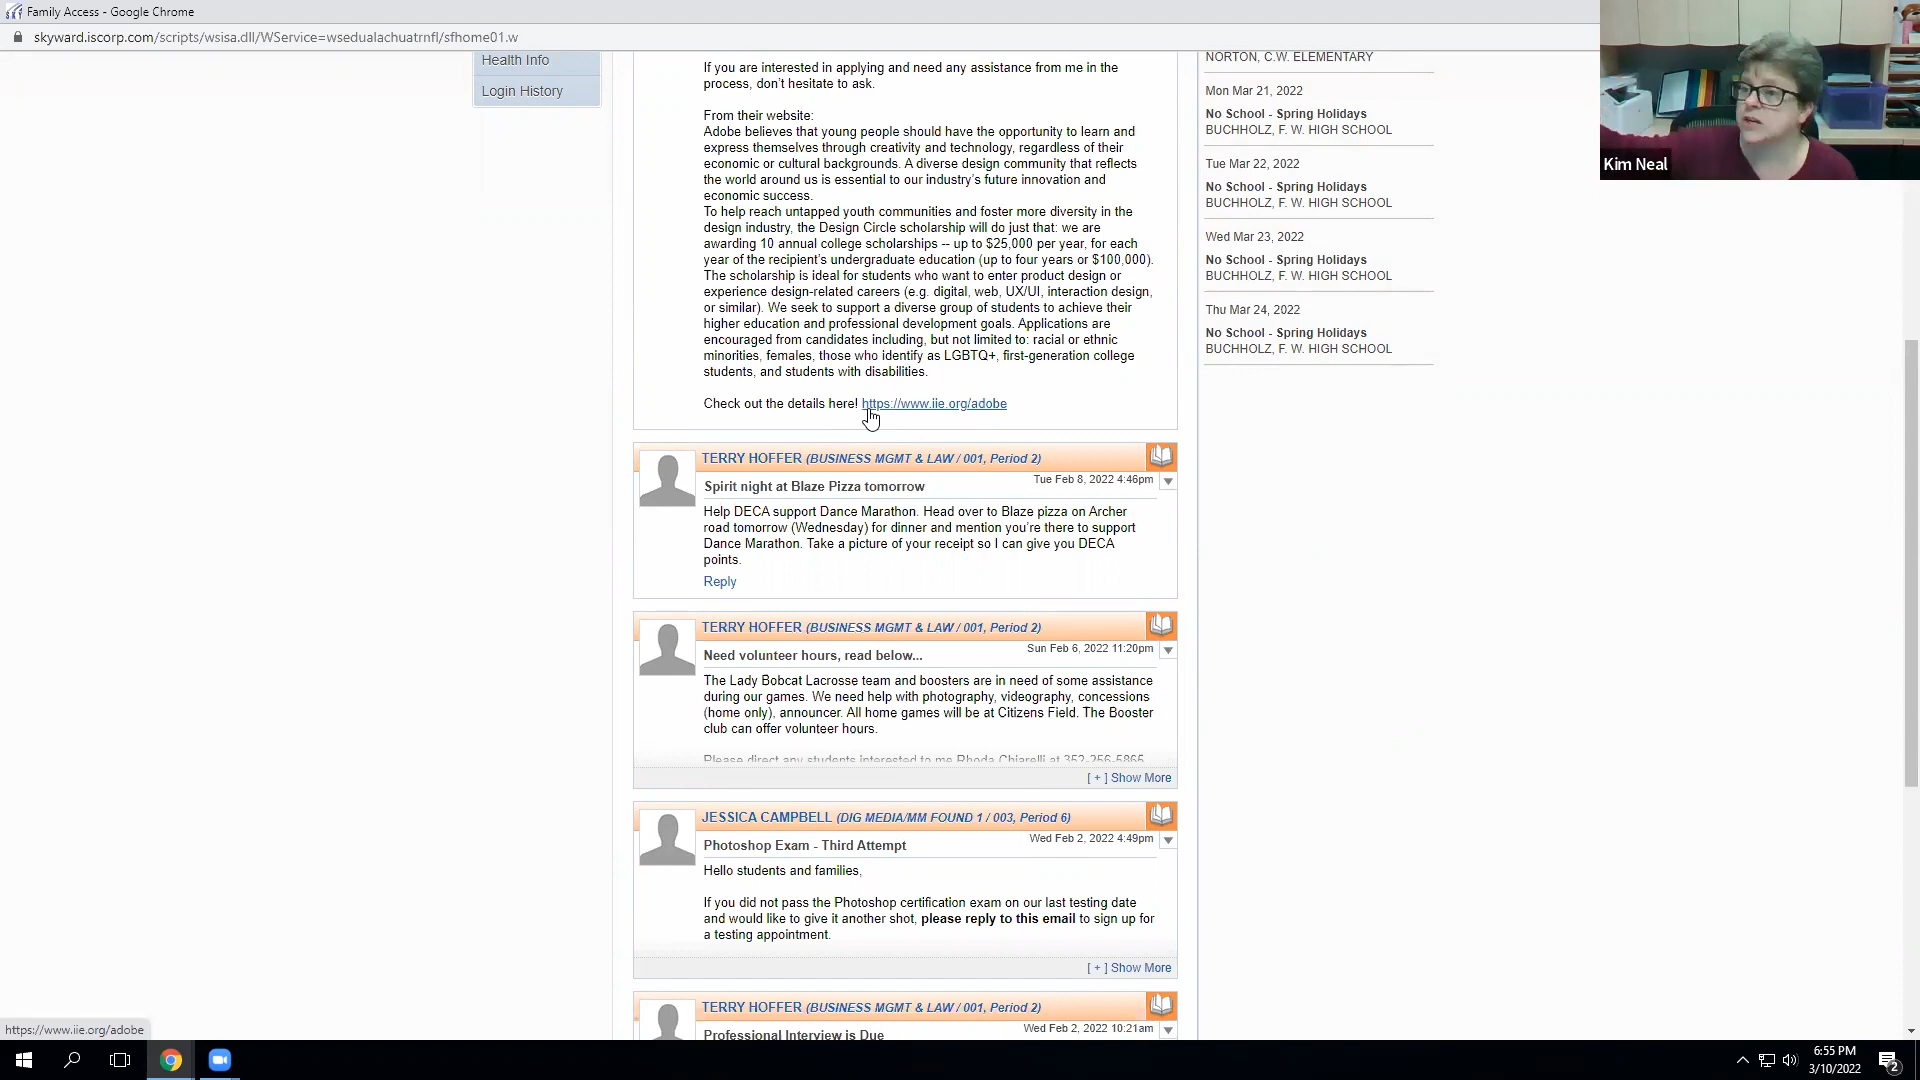 Family Access - Google Chrome
skyward.iscorp.com/scripts/wsisa.dll/WService=wsedualachuatrnfl/sfhome01.w
Health Info
Login History
If you are interested in applying and need any assistance from me in the
process, don't hesitate to ask.
From their website:
Adobe believes that young people should have the opportunity to learn and
express themselves through creativity and technology, regardless of their
economic or cultural backgrounds. A diverse design community that reflects
the world around us is essential to our industry's future innovation and
economic success.
To help reach untapped youth communities and foster more diversity in the
design industry, the Design Circle scholarship will do just that: we are
awarding 10 annual college scholarships -- up to $25,000 per year, for each
year of the recipient's undergraduate education (up to four years or $100,000).
The scholarship is ideal for students who want to enter product design or
experience design-related careers (e.g. digital, web, UX/UI, interaction design,
or similar). We seek to support a diverse group of students to achieve their
higher education and professional development goals. Applications are
encouraged from candidates including, but not limited to: racial or ethnic
minorities, females, those who identify as LGBTQ+, first-generation college
students, and students with disabilities.
Check out the details here! https://www.iie.org/adobe
TERRY HOFFER (BUSINESS MGMT & LAW / 001, Period 2)
Tue Feb 8, 2022 4:46pm
Spirit night at Blaze Pizza tomorrow
Help DECA support Dance Marathon. Head over to Blaze pizza on Archer
road tomorrow (Wednesday) for dinner and mention you're there to support
Dance Marathon. Take a picture of your receipt so I can give you DECA
points.
Reply
TERRY HOFFER (BUSINESS MGMT & LAW / 001, Period 2)
Sun Feb 6, 2022 11:20pm
Need volunteer hours, read below...
The Lady Bobcat Lacrosse team and boosters are in need of some assistance
during our games. We need help with photography, videography, concessions
(home only), announcer. All home games will be at Citizens Field. The Booster
club can offer volunteer hours.
Please direct any students interested to me Rhoda Chiarelli at 352-256-5865
[ + ] Show More
JESSICA CAMPBELL (DIG MEDIA/MM FOUND 1 / 003, Period 6)
Wed Feb 2, 2022 4:49pm
Photoshop Exam - Third Attempt
Hello students and families,
If you did not pass the Photoshop certification exam on our last testing date
and would like to give it another shot, please reply to this email to sign up for
a testing appointment.
[ + ] Show More
TERRY HOFFER (BUSINESS MGMT & LAW / 001, Period 2)
Wed Feb 2, 2022 10:21am
Professional Interview is Due
NORTON, C.W. ELEMENTARY
Mon Mar 21, 2022
No School - Spring Holidays
BUCHHOLZ, F. W. HIGH SCHOOL
Tue Mar 22, 2022
No School - Spring Holidays
BUCHHOLZ, F. W. HIGH SCHOOL
Wed Mar 23, 2022
No School - Spring Holidays
BUCHHOLZ, F. W. HIGH SCHOOL
Thu Mar 24, 2022
No School - Spring Holidays
BUCHHOLZ, F. W. HIGH SCHOOL
Kim Neal
https://www.iie.org/adobe
6:55 PM
3/10/2022
2